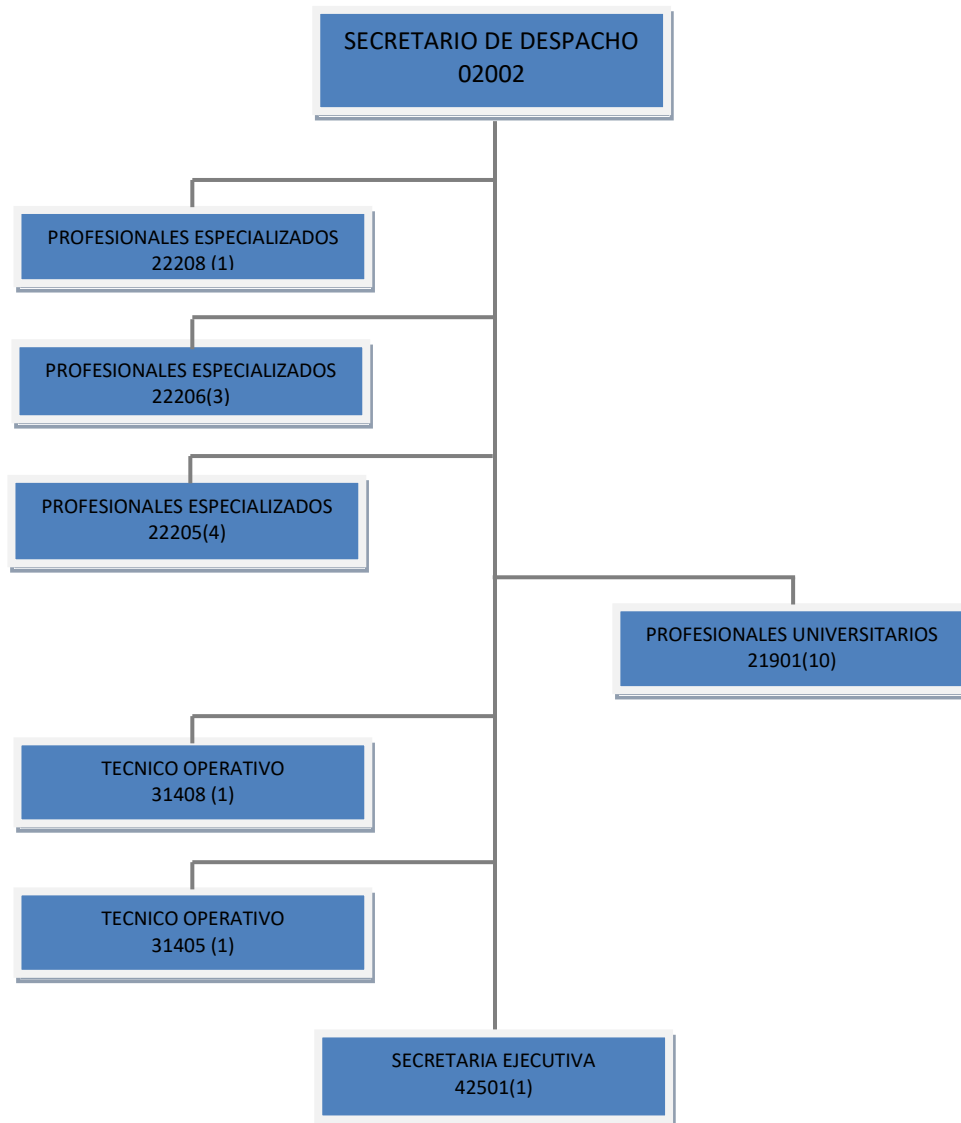 SECRETARIO DE DESPACHO
02002
PROFESIONALES ESPECIALIZADOS
22208 (1)
PROFESIONALES ESPECIALIZADOS
22206(3)
PROFESIONALES ESPECIALIZADOS
22205(4)
PROFESIONALES UNIVERSITARIOS
21901(10)
TECNICO OPERATIVO
31408 (1)
TECNICO OPERATIVO
31405 (1)
SECRETARIA EJECUTIVA
42501(1)